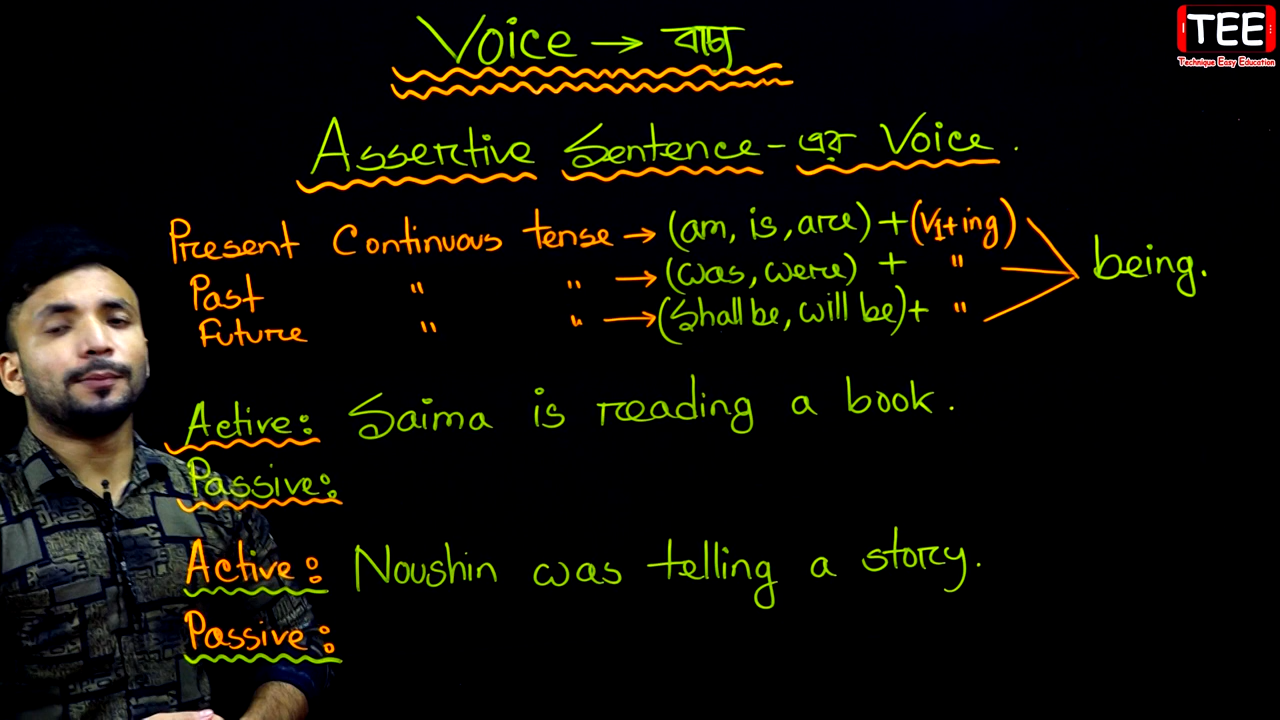 TEE
Technique Easy Education
Voice → বাচ্য
Assertive Sentence - এর Voice.
Present Continuous tense → (am, is, are) + (V1+ing)
Past " " → (was, were) + "
Future " " → (Shall be, will be) + "
being.
Active: Saima is reading a book.
Passive:
Active: Noushin was telling a story.
Passive: